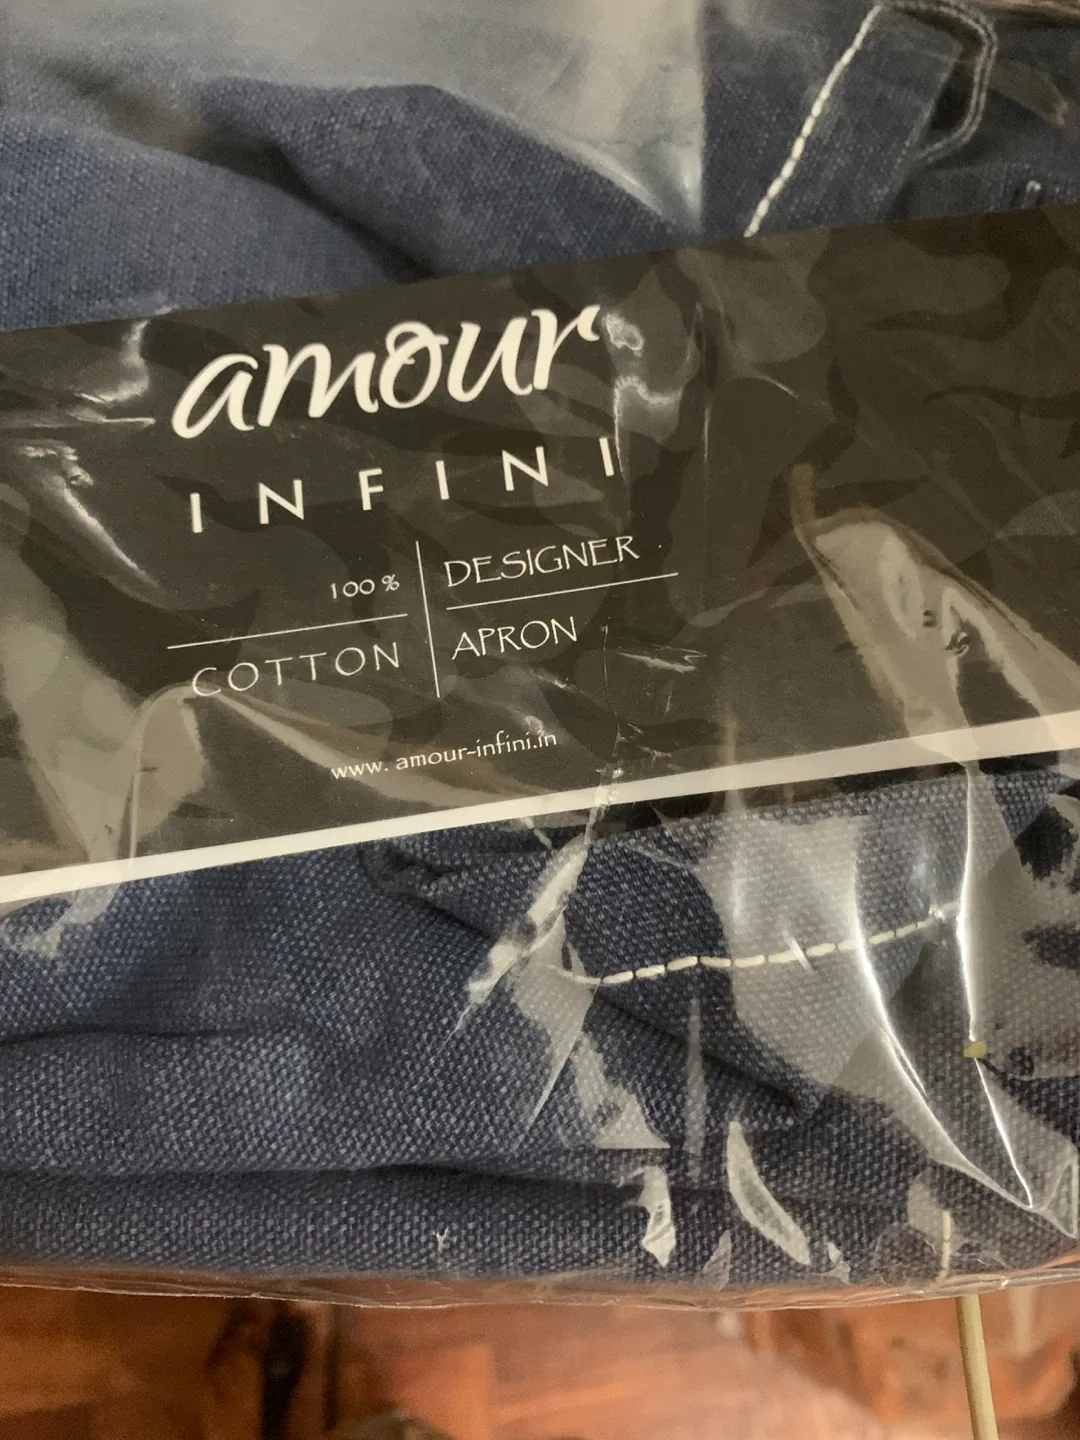 amour
INFINI
100 %
COTTON
DESIGNER
APRON
www. amour-infini.in